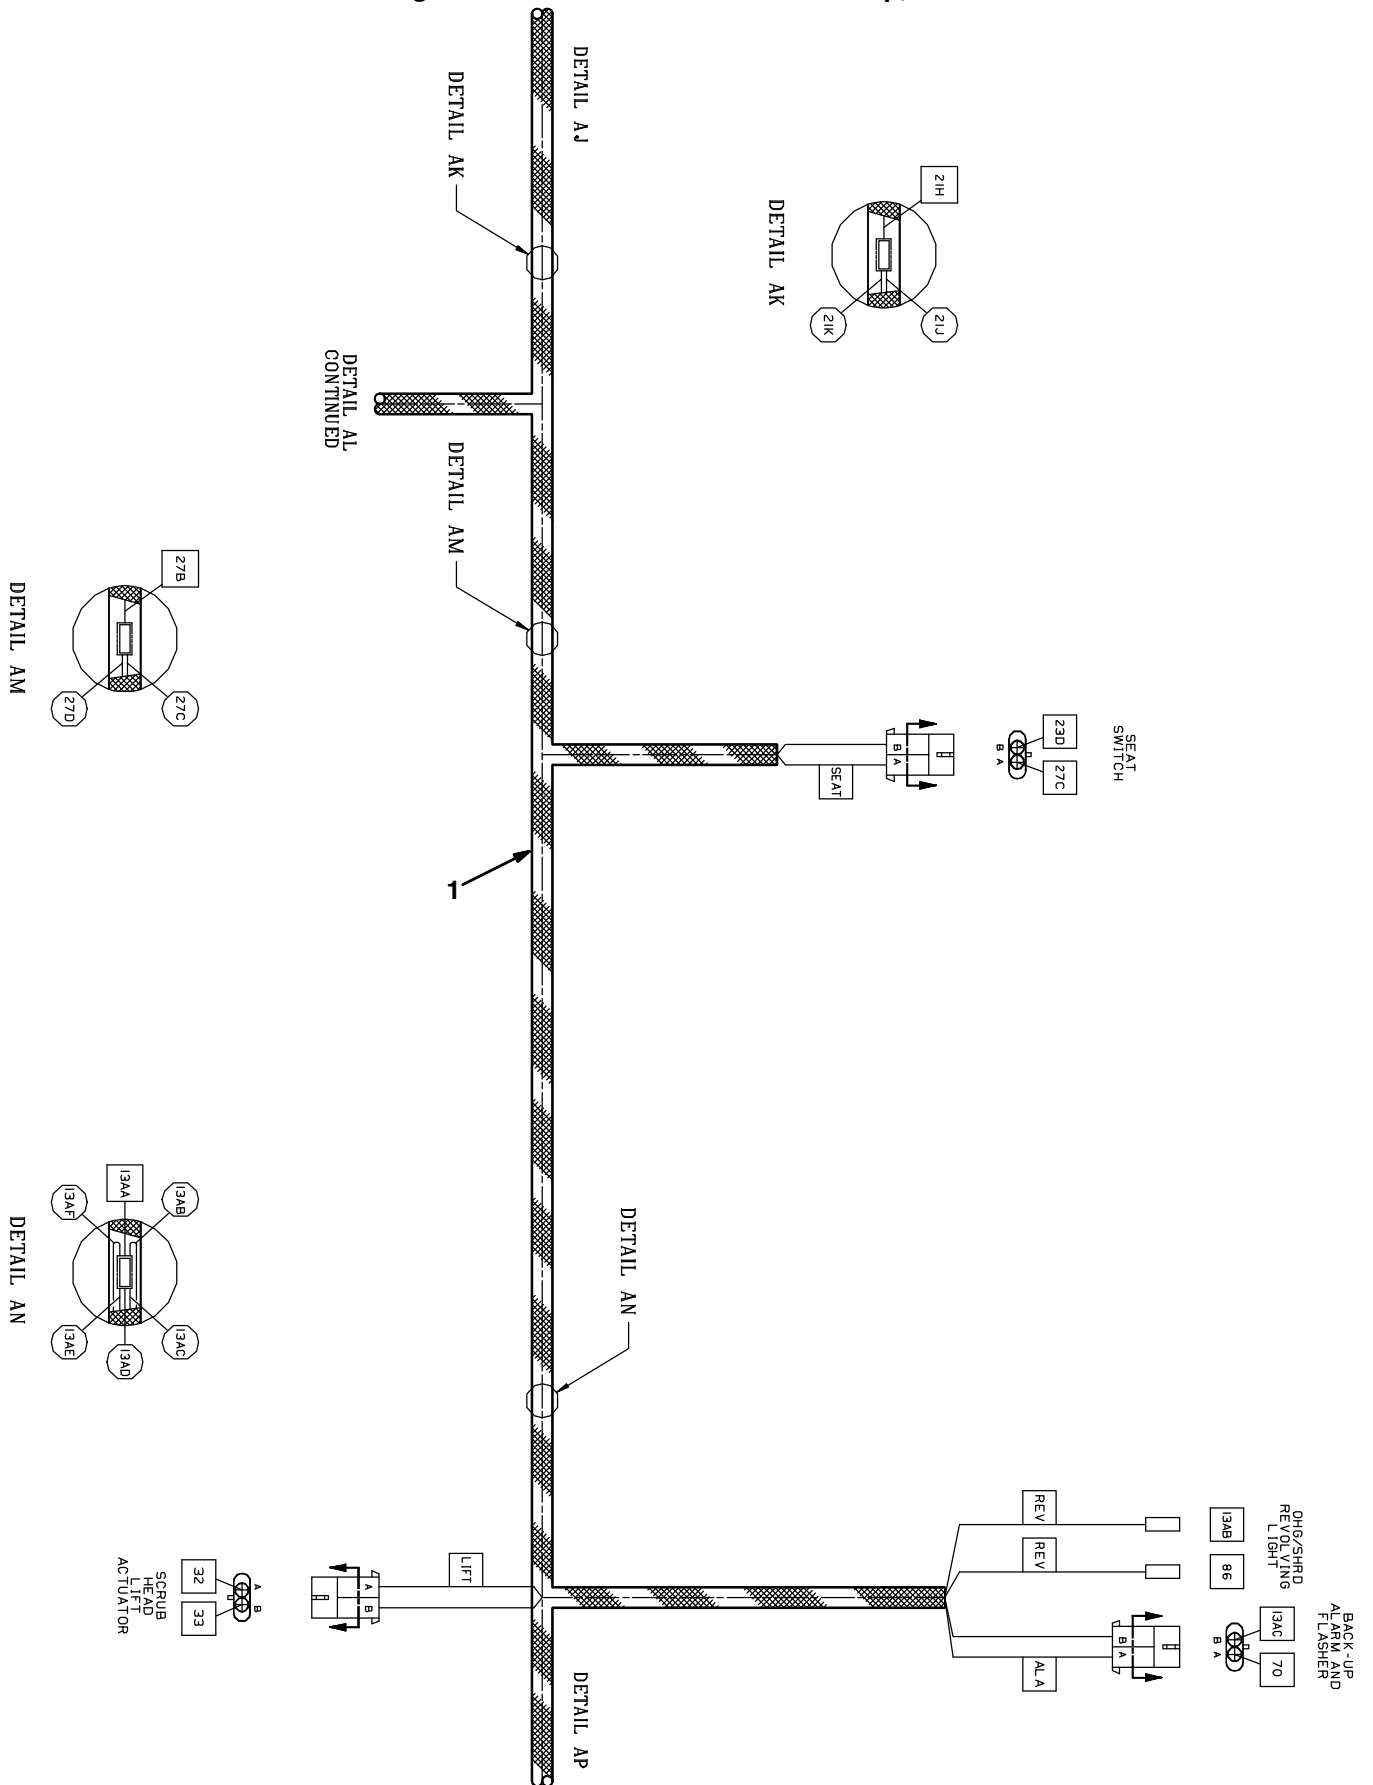 DETAIL AJ
DETAIL AK
21H
21J
21K
DETAIL AK
DETAIL AL
CONTINUED
DETAIL AM
27B
27C
27D
DETAIL AM
SEAT
SWITCH
23D
27C
B A
B A
SEAT
1
DETAIL AN
13AA
13AB
13AF
13AC
13AD
13AE
DETAIL AN
OHG/SHRD
REVOLVING
LIGHT
13AB
86
REV
REV
BACK-UP
ALARM AND
FLASHER
13AC
70
B A
B A
ALA
LIFT
A B
A B
32
33
SCRUB
HEAD
LIFT
ACTUATOR
DETAIL AP